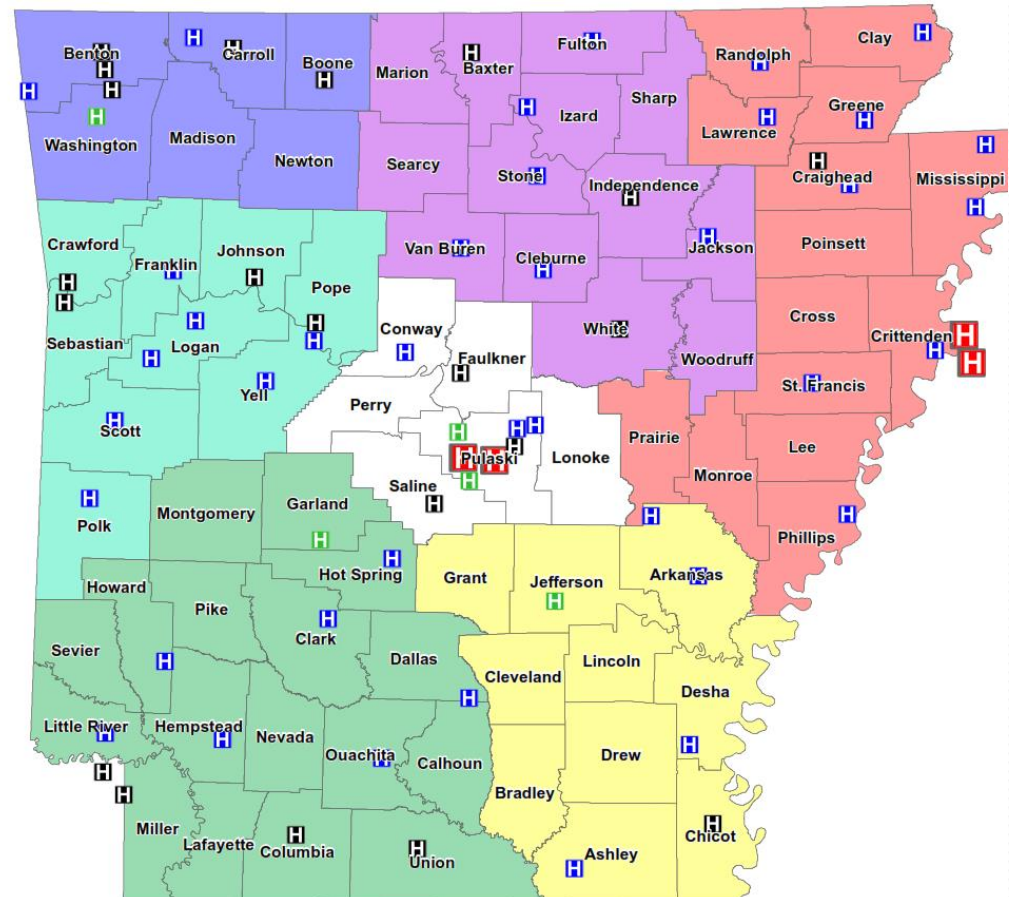 Benton
H
H
H
H
H
Washington
H
Carroll
H
Boone
H
Madison
Newton
Marion
H
Baxter
H
Fulton
H
Izard
Sharp
Searcy
Stone
H
Independence
H
Jackson
H
Van Buren
H
Cleburne
H
White
H
Woodruff
Randolph
H
Clay
H
Lawrence
H
Greene
H
H
Craighead
H
H
Mississippi
H
Poinsett
Cross
Crittenden
H
H
H
St. Francis
H
Lee
Prairie
H
Monroe
Phillips
H
Crawford
H
H
Franklin
H
Johnson
H
Pope
H
H
Sebastian
H
Logan
H
Yell
H
Scott
H
Polk
H
Conway
H
Faulkner
H
Perry
H
H
H
H
H
Pulaski
H
H
Saline
H
Lonoke
Montgomery
Garland
H
Hot Spring
H
Howard
H
Pike
Clark
H
Sevier
Dallas
H
Little River
H
Hempstead
H
Nevada
Ouachita
H
Calhoun
H
H
Miller
Lafayette
H
Columbia
H
Union
Grant
Jefferson
H
Arkansas
H
Cleveland
Lincoln
Desha
H
Drew
Bradley
H
Chicot
Ashley
H